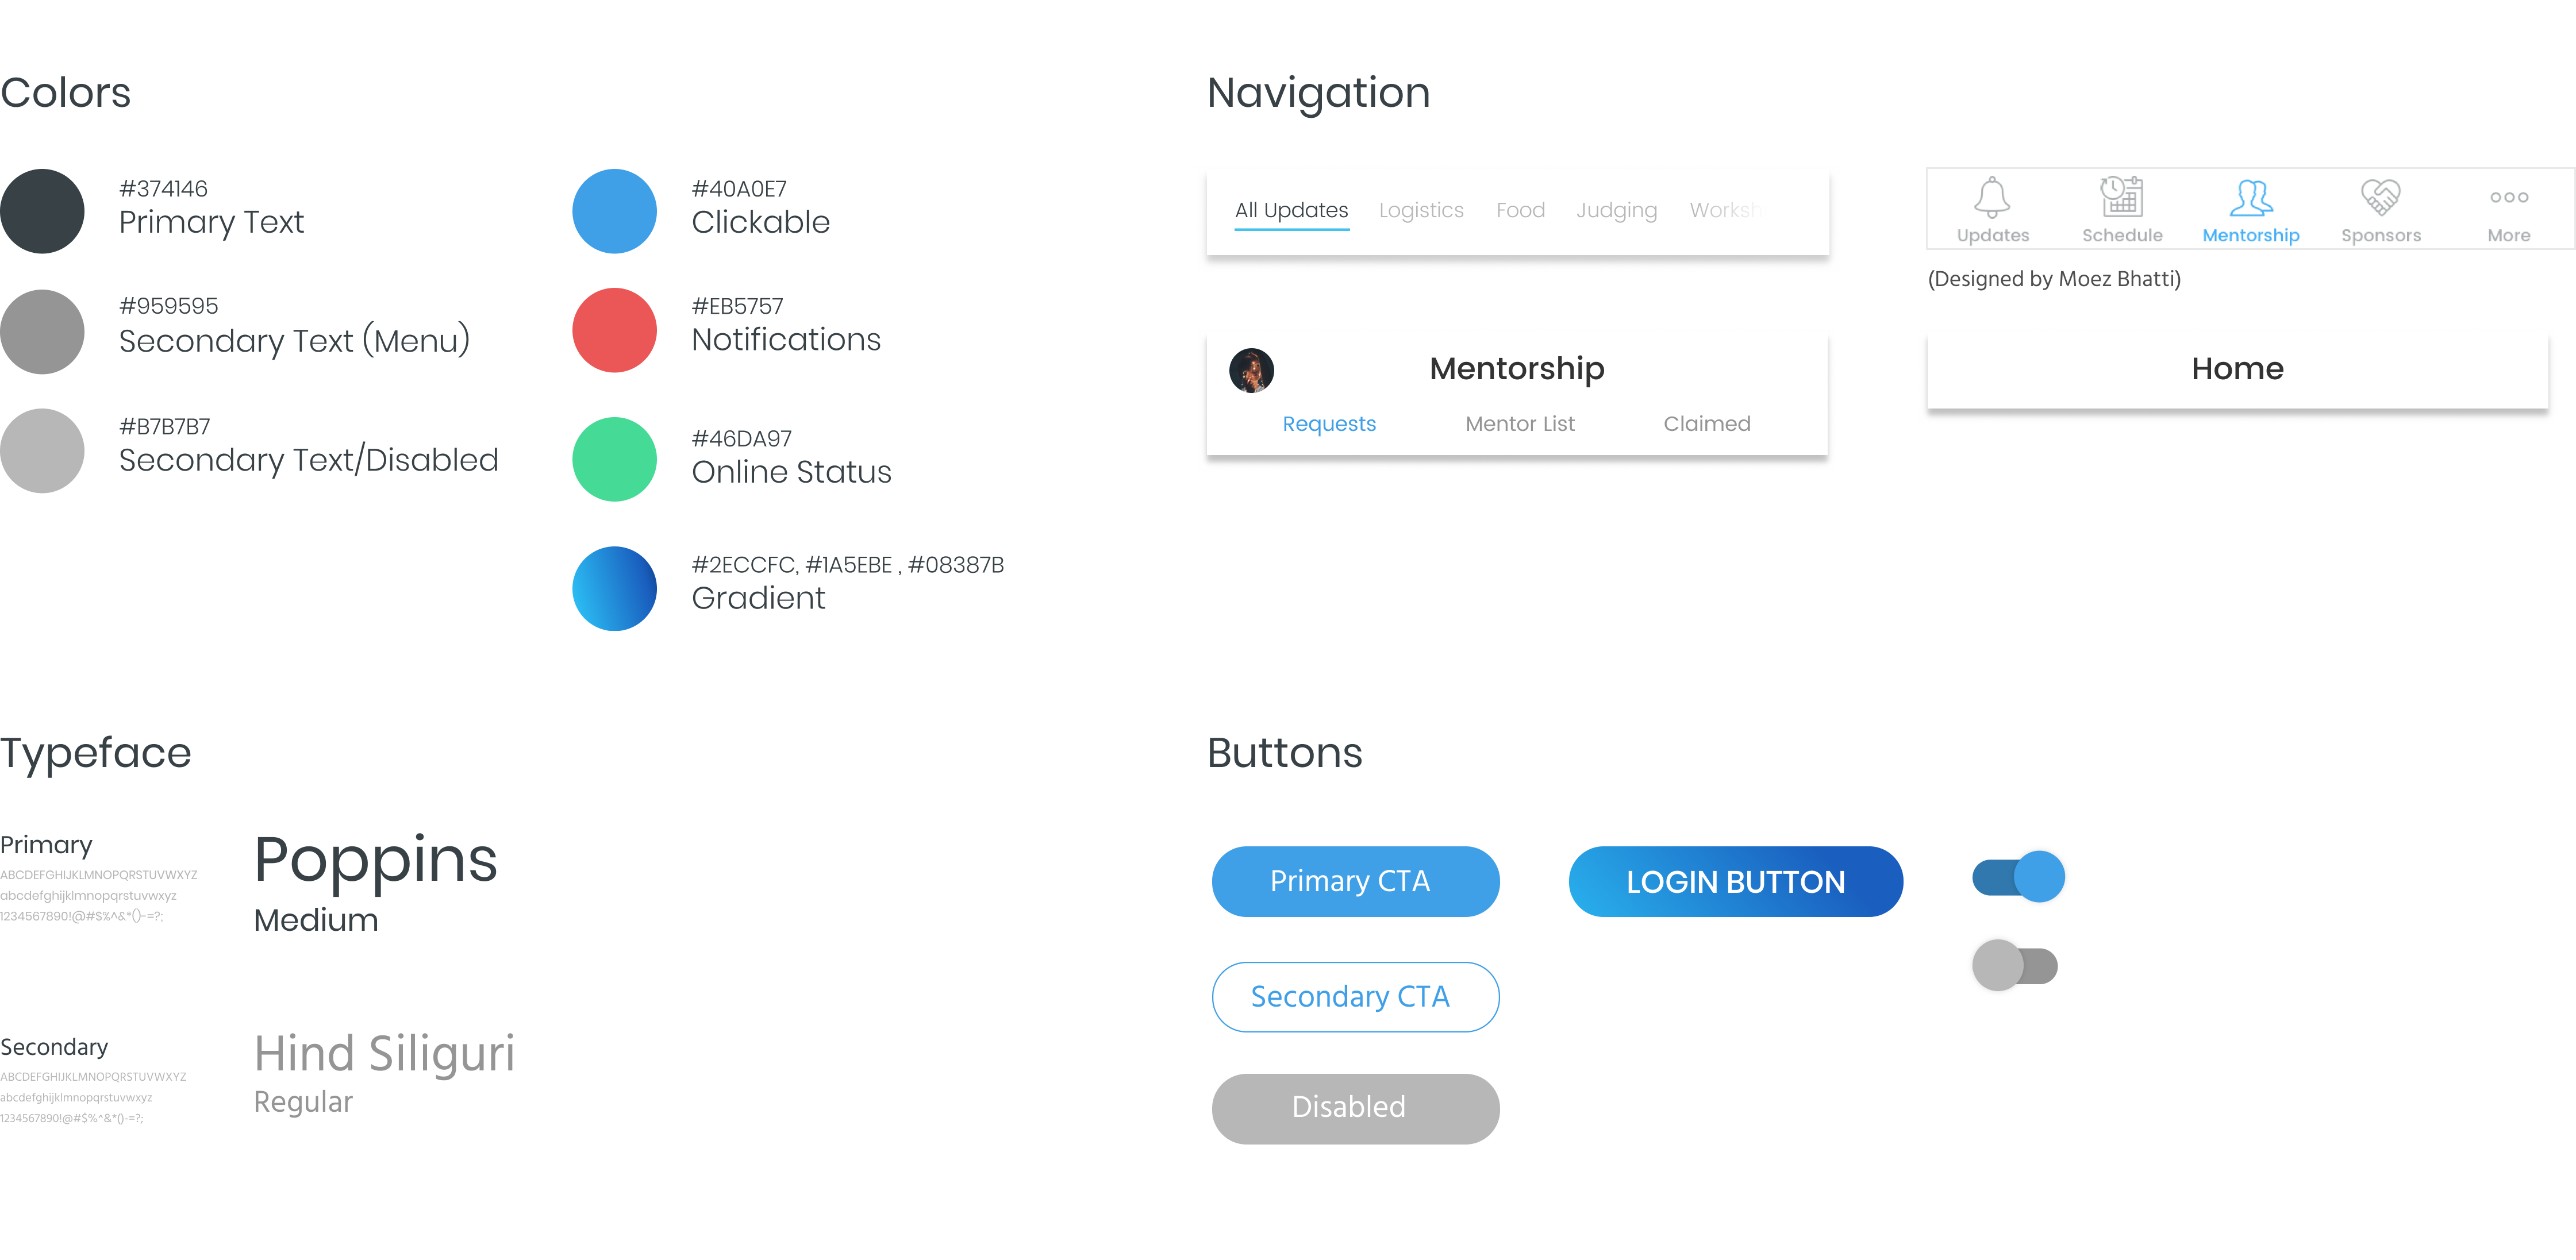 Colors
#374146
Primary Text
#959595
Secondary Text (Menu)
#B7B7B7
Secondary Text/Disabled
#40A0E7
Clickable
#EB5757
Notifications
#46DA97
Online Status
#2ECCFC, #1A5EBE , #08387B
Gradient
Navigation
All Updates Logistics Food Judging Worksh
Updates Schedule Mentorship Sponsors More
(Designed by Moez Bhatti)
Mentorship
Requests Mentor List Claimed
Home
Typeface
Primary
ABCDEFGHIJKLMNOPQRSTUVWXYZ
abcdefghijklmnopqrstuvwxyz
1234567890!@#$%^&*()-=?;
Poppins
Medium
Secondary
ABCDEFGHIJKLMNOPQRSTUVWXYZ
abcdefghijklmnopqrstuvwxyz
1234567890!@#$%^&*()-=?;
Hind Siliguri
Regular
Buttons
Primary CTA
LOGIN BUTTON
Secondary CTA
Disabled